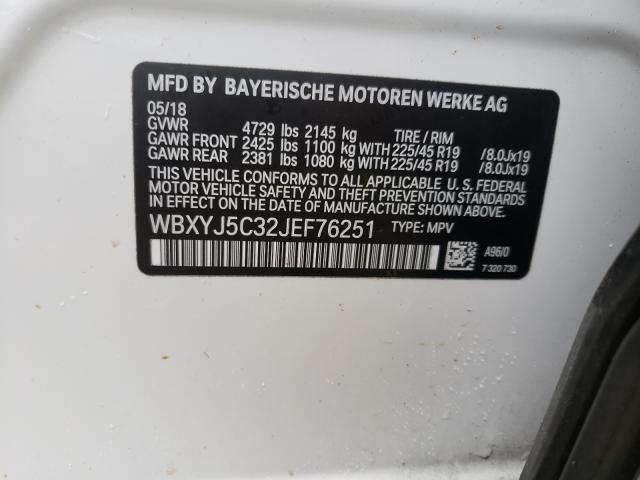 MFD BY BAYERISCHE MOTOREN WERKE AG
05/18
GVWR 4729 lbs 2145 kg TIRE / RIM
GAWR FRONT 2425 lbs 1100 kg WITH 225/45 R19 /8.0Jx19
GAWR REAR 2381 lbs 1080 kg WITH 225/45 R19 /8.0Jx19
THIS VEHICLE CONFORMS TO ALL APPLICABLE U. S. FEDERAL
MOTOR VEHICLE SAFETY AND THEFT PREVENTION STANDARDS
IN EFFECT ON THE DATE OF MANUFACTURE SHOWN ABOVE.
WBXYJ5C32JEF76251 TYPE: MPV
A96/0
7 320 730